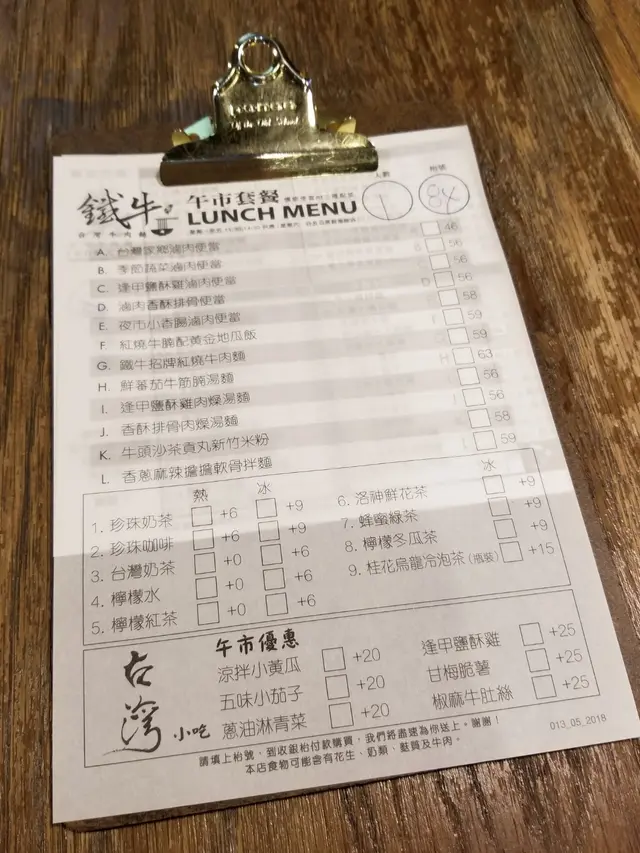 鐵牛 午市套餐
台灣牛肉麵 LUNCH MENU
人數 1 枱號 84
A. 台灣家鄉滷肉便當 46
B. 季節蔬菜滷肉便當 56
C. 逢甲鹽酥雞滷肉便當 56
D. 滷肉香酥排骨便當 56
E. 夜市小香腸滷肉便當 58
F. 紅燒牛腩配黃金地瓜飯 59
G. 鐵牛招牌紅燒牛肉麵 59
H. 鮮蕃茄牛筋腩湯麵 63
I. 逢甲鹽酥雞肉燥湯麵 56
J. 香酥排骨肉燥湯麵 56
K. 牛頭沙茶貢丸新竹米粉 58
L. 香蔥麻辣擔擔軟骨拌麵 59
熱 冰
1. 珍珠奶茶 +6 +9
2. 珍珠咖啡 +6 +9
3. 台灣奶茶 +0 +6
4. 檸檬水 +0 +6
5. 檸檬紅茶 +0 +6
冰
6. 洛神鮮花茶 +9
7. 蜂蜜綠茶 +9
8. 檸檬冬瓜茶 +9
9. 桂花烏龍冷泡茶 (瓶裝) +15
台灣小吃
午市優惠
涼拌小黃瓜 +20
五味小茄子 +20
蔥油淋青菜 +20
逢甲鹽酥雞 +25
甘梅脆薯 +25
椒麻牛肚絲 +25
請填上枱號，到收銀枱付款購買，我們將盡速為你送上。謝謝！
本店食物可能含有花生、奶類、麩質及牛肉。
013_05_2018